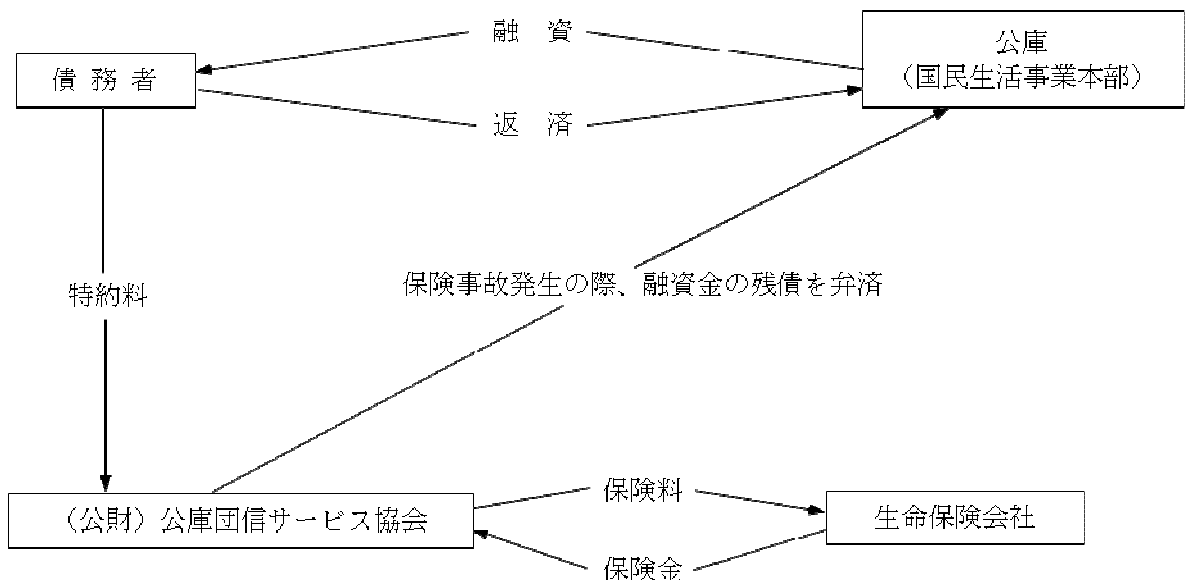 融 資
公庫
(国民生活事業本部)
債 務 者
返 済
保険事故発生の際、融資金の残債を弁済
特約料
保険料
(公財)公庫団信サービス協会
生命保険会社
保険金